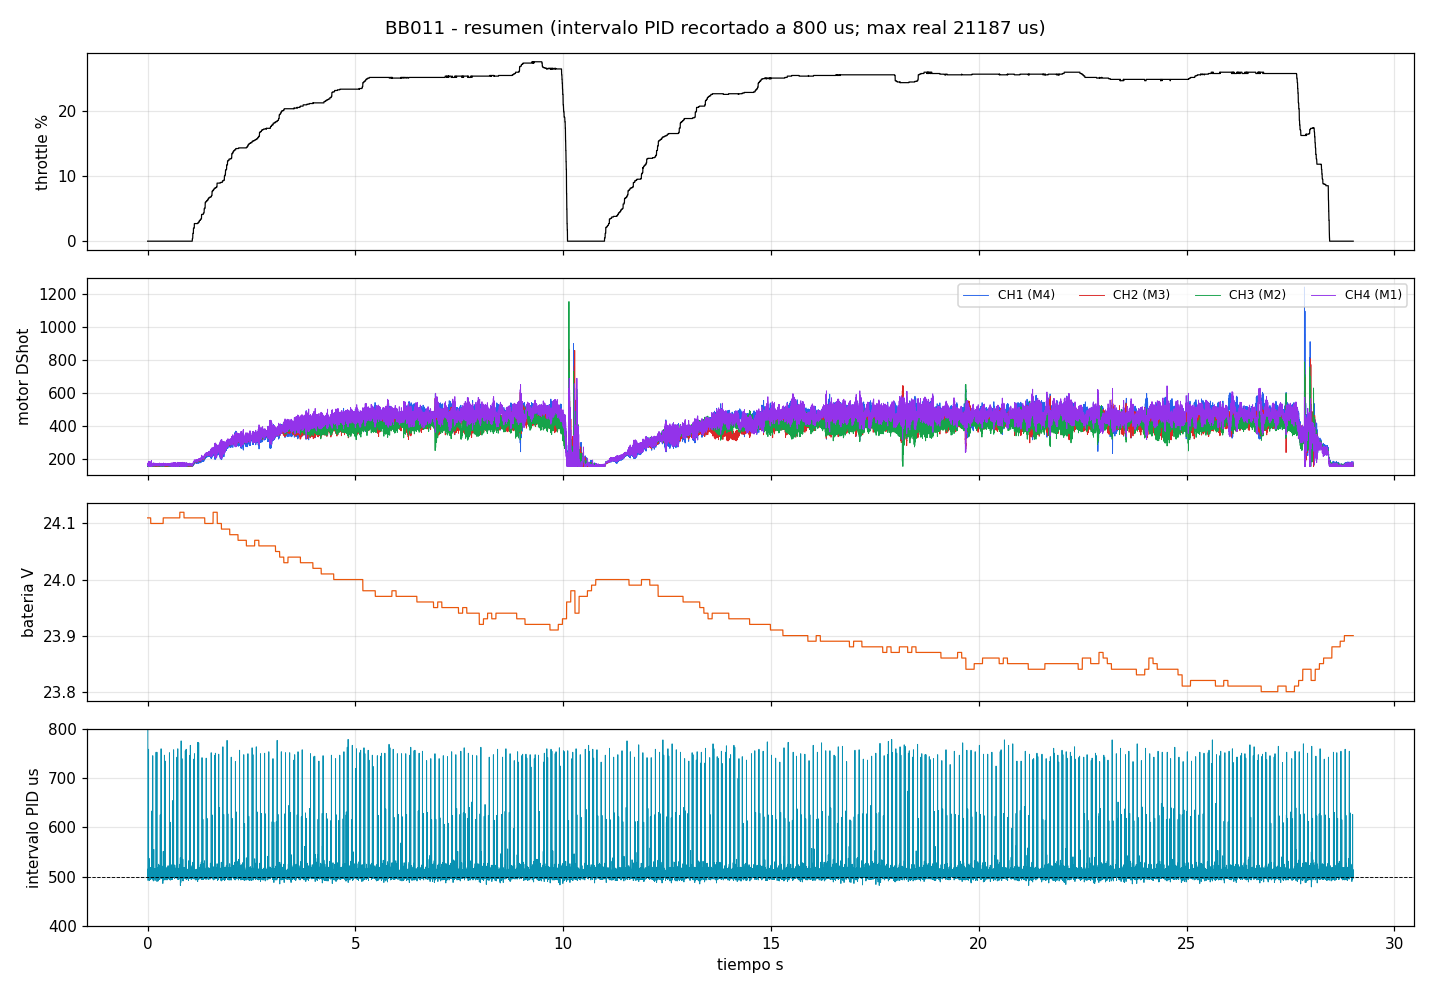 BB011 - resumen (intervalo PID recortado a 800 us; max real 21187 us)
throttle %
20
10
0
motor DShot
1200
1000
800
600
400
200
CH1 (M4) CH2 (M3) CH3 (M2) CH4 (M1)
bateria V
24.1
24.0
23.9
23.8
intervalo PID us
800
700
600
500
400
0 5 10 15 20 25 30
tiempo s